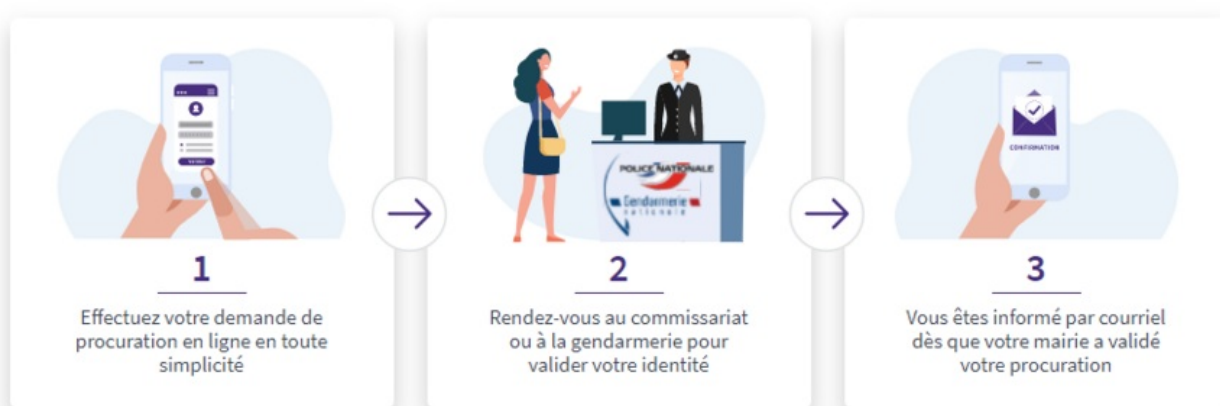 CONFIRMATION
POLICE NATIONALE
Gendarmerie
nationale
1
Effectuez votre demande de
procuration en ligne en toute
simplicité
2
Rendez-vous au commissariat
ou à la gendarmerie pour
valider votre identité
3
Vous êtes informé par courriel
dès que votre mairie a validé
votre procuration